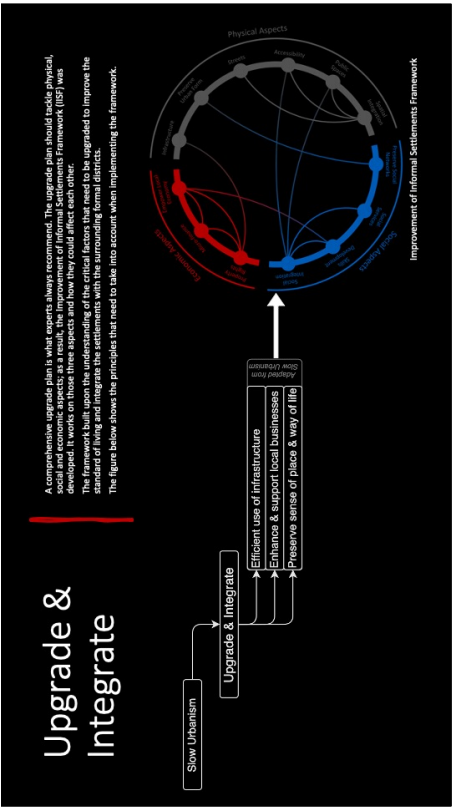 Upgrade &
Integrate
A comprehensive upgrade plan is what experts always recommend. The upgrade plan should tackle physical,
social and economic aspects; as a result, the Improvement of Informal Settlements Framework (IISF) was
developed. It works on those three aspects and how they could affect each other.
The framework built upon the understanding of the critical factors that need to be upgraded to improve the
standard of living and integrate the settlements with the surrounding formal districts.
The figure below shows the principles that need to take into account when implementing the framework.
Slow Urbanism
Upgrade & Integrate
Efficient use of infrastructure
Enhance & support local businesses
Preserve sense of place & way of life
Adapted from
Slow Urbanism
Physical Aspects
Infrastructure
Streets
Accessibility
Public
Spaces
Economic Aspects
Social Aspects
Social
Integration
Improvement of Informal Settlements Framework